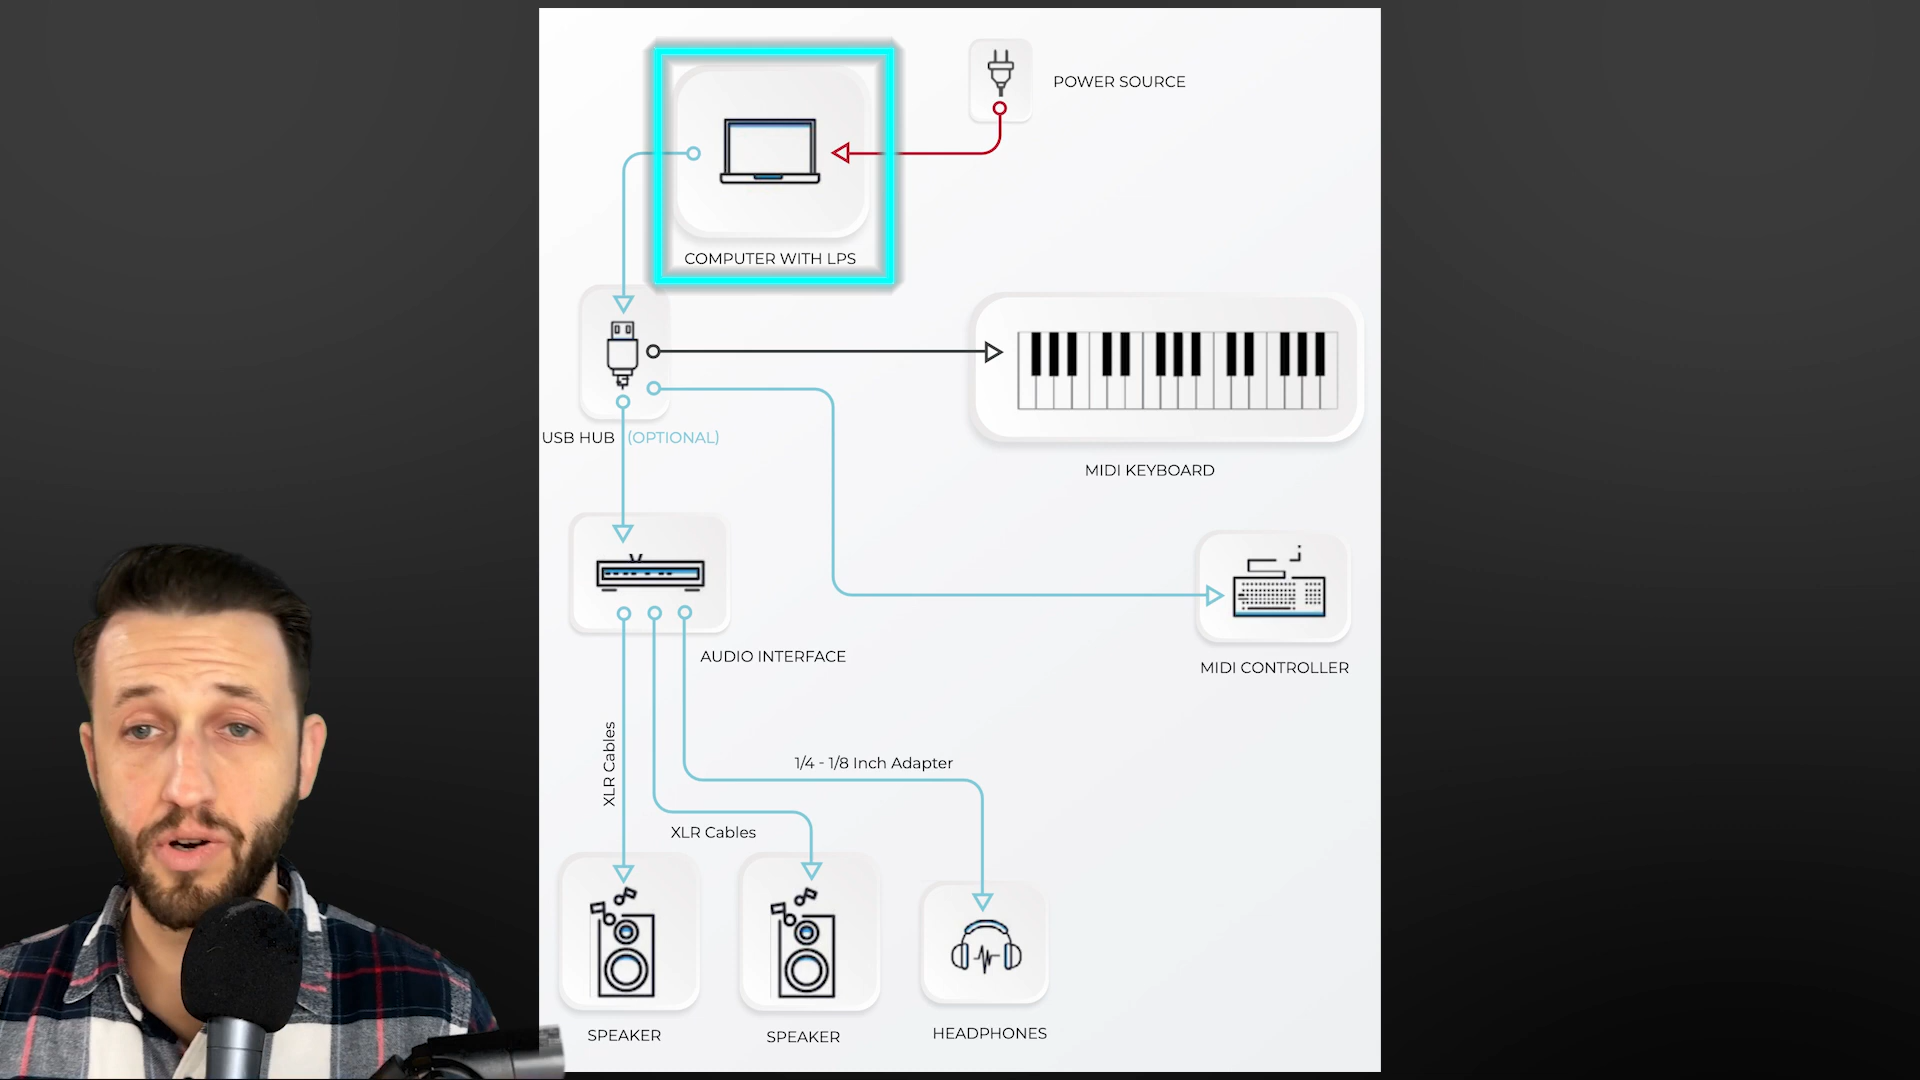 POWER SOURCE
COMPUTER WITH LPS
USB HUB (OPTIONAL)
MIDI KEYBOARD
AUDIO INTERFACE
MIDI CONTROLLER
XLR Cables
1/4 - 1/8 Inch Adapter
XLR Cables
SPEAKER
SPEAKER
HEADPHONES